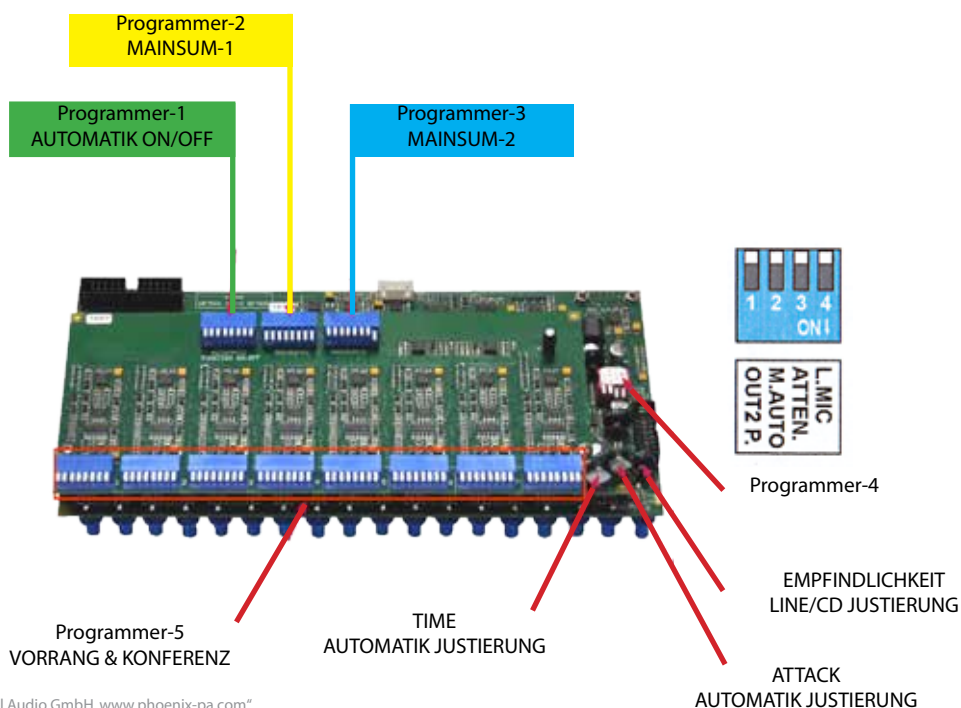 Programmer-2
MAINSUM-1
Programmer-1
AUTOMATIK ON/OFF
Programmer-3
MAINSUM-2
1 2 3 4
ON↓
L.MIC
ATTEN.
M.AUTO
OUT2 P.
Programmer-4
EMPFINDLICHKEIT
LINE/CD JUSTIERUNG
TIME
AUTOMATIK JUSTIERUNG
Programmer-5
VORRANG & KONFERENZ
ATTACK
AUTOMATIK JUSTIERUNG
l Audio GmbH www.phoenix-pa.com“